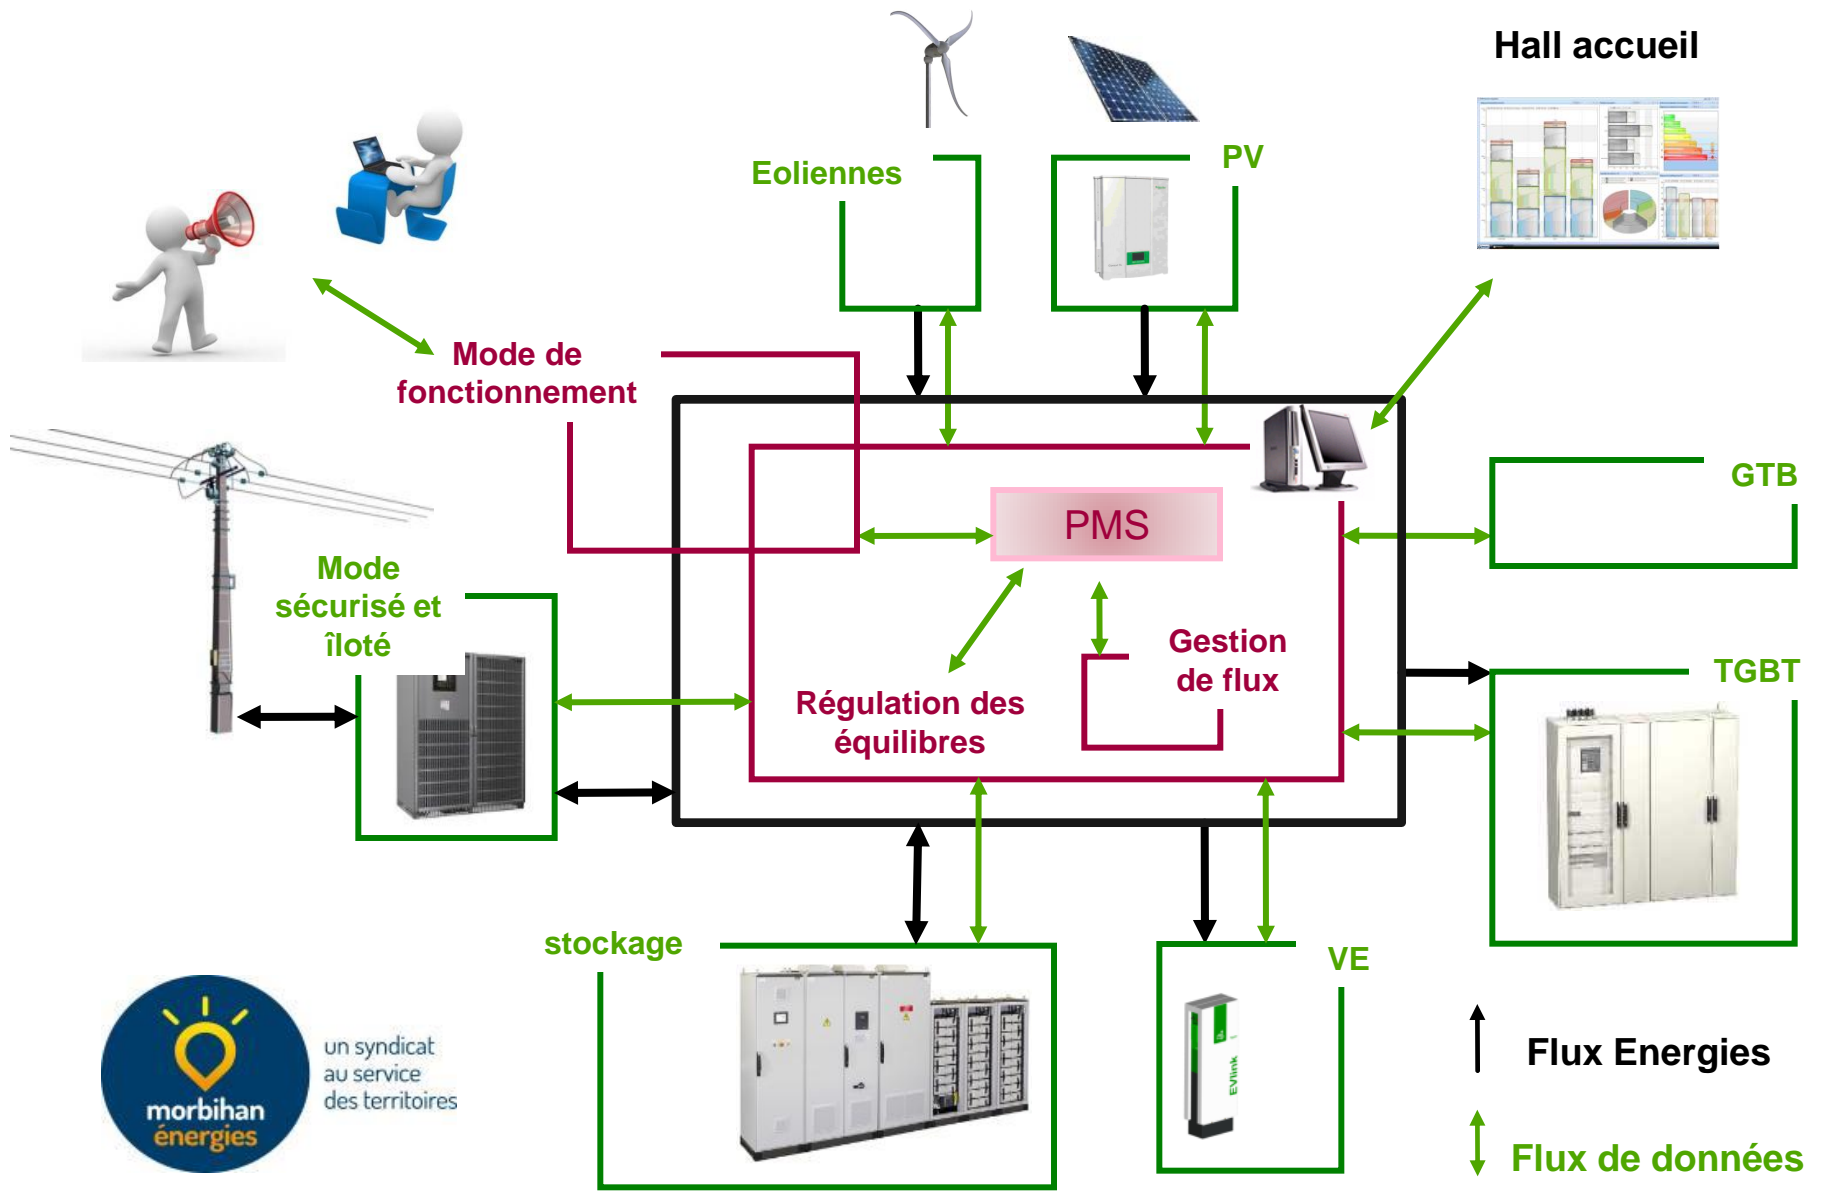 Hall accueil
Eoliennes
PV
Mode de
fonctionnement
GTB
PMS
Mode
sécurisé et
îloté
Gestion
de flux
Régulation des
équilibres
TGBT
stockage
VE
EVlink
morbihan
énergies
un syndicat
au service
des territoires
Flux Energies
Flux de données